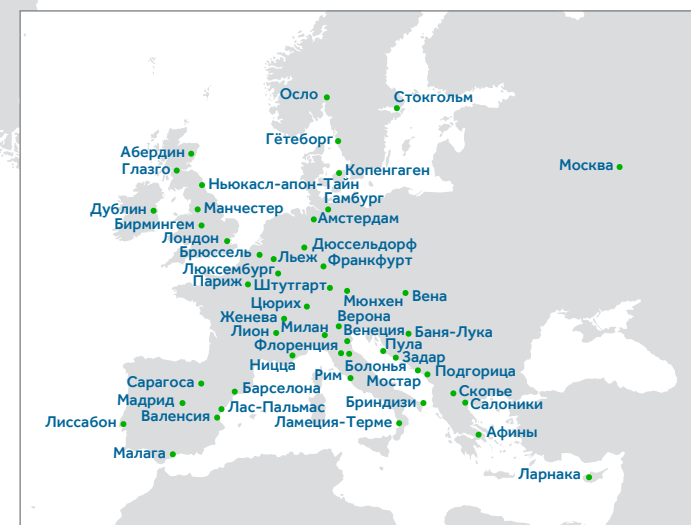 Осло
Стокгольм
Гётеборг
Абердин
Москва
Глазго
Копенгаген
Ньюкасл-апон-Тайн
Гамбург
Дублин
Манчестер
Амстердам
Бирмингем
Лондон
Дюссельдорф
Брюссель
Льеж
Франкфурт
Люксембург
Париж
Штутгарт
Мюнхен
Вена
Цюрих
Женева
Верона
Лион
Милан
Венеция
Баня-Лука
Флоренция
Пула
Задар
Ницца
Болонья
Подгорица
Рим
Мостар
Сарагоса
Барселона
Скопье
Мадрид
Бриндизи
Салоники
Лас-Пальмас
Валенсия
Лиссабон
Ламеция-Терме
Афины
Малага
Ларнака